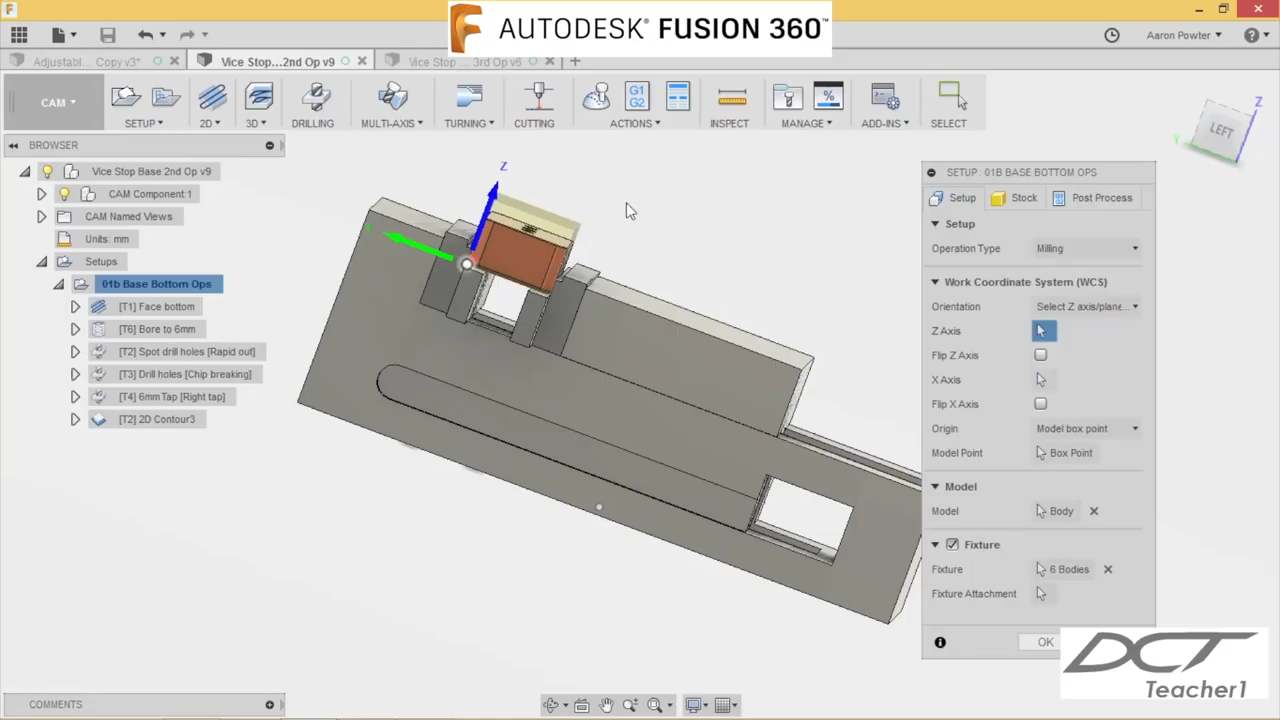 AUTODESK® FUSION 360™
Aaron Powter
Adjustabl... Copy v3*
Vice Stop...2nd Op v9
Vice Stop ... 3rd Op v6
CAM
SETUP
2D
3D
DRILLING
MULTI-AXIS
TURNING
CUTTING
G1
G2
ACTIONS
INSPECT
MANAGE
ADD-INS
SELECT
BROWSER
Vice Stop Base 2nd Op v9
CAM Component:1
CAM Named Views
Units: mm
Setups
01b Base Bottom Ops
[T1] Face bottom
[T6] Bore to 6mm
[T2] Spot drill holes [Rapid out]
[T3] Drill holes [Chip breaking]
[T4] 6mm Tap [Right tap]
[T2] 2D Contour3
Z
Y
Z
Y
LEFT
SETUP : 01B BASE BOTTOM OPS
Setup
Stock
Post Process
Setup
Operation Type Milling
Work Coordinate System (WCS)
Orientation Select Z axis/plane...
Z Axis
Flip Z Axis
X Axis
Flip X Axis
Origin Model box point
Model Point Box Point
Model
Model Body
Fixture
Fixture 6 Bodies
Fixture Attachment
OK
DCT
Teacher1
COMMENTS